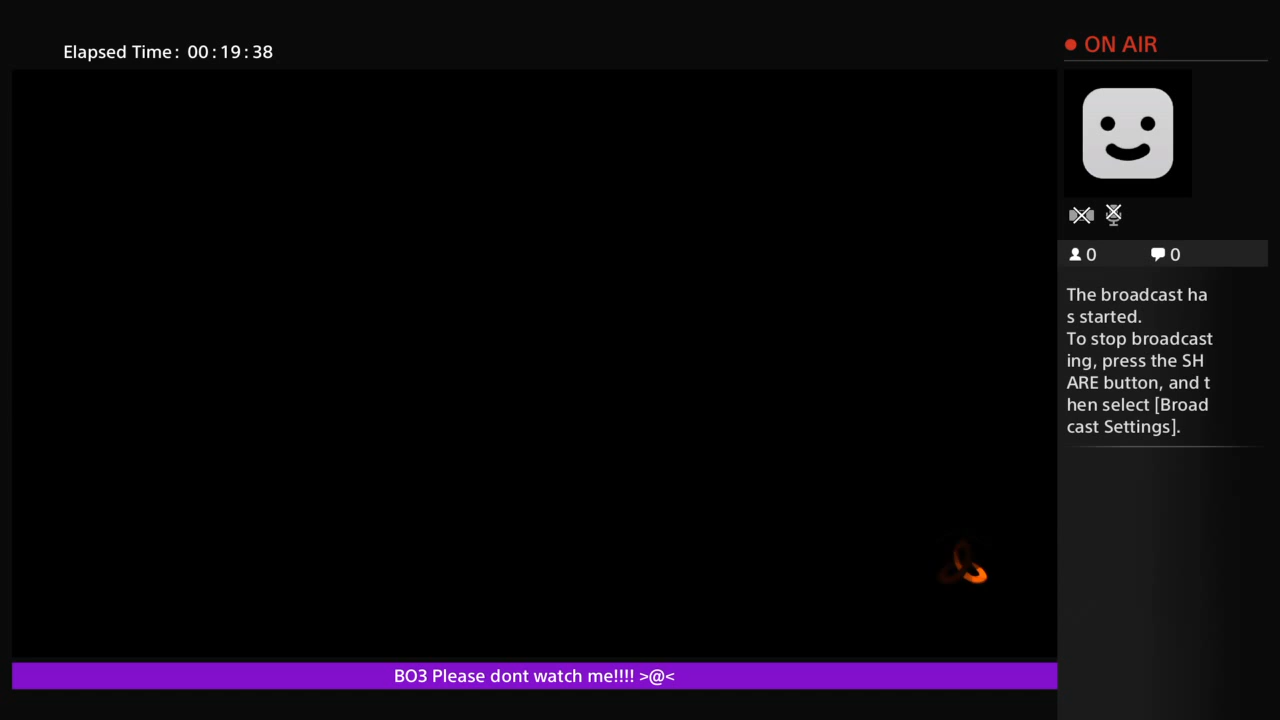 Elapsed Time: 00:19:38
ON AIR
0 0
The broadcast ha
s started.
To stop broadcast
ing, press the SH
ARE button, and t
hen select [Broad
cast Settings].
BO3 Please dont watch me!!!! >@<